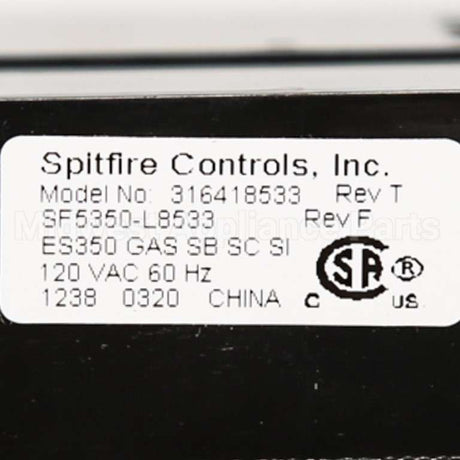 Spitfire Controls, Inc.
Model No: 316418533 Rev T
SF5350-L8533 Rev F
ES350 GAS SB SC SI
120 VAC 60 Hz
1238 0320 CHINA
C SA ® US